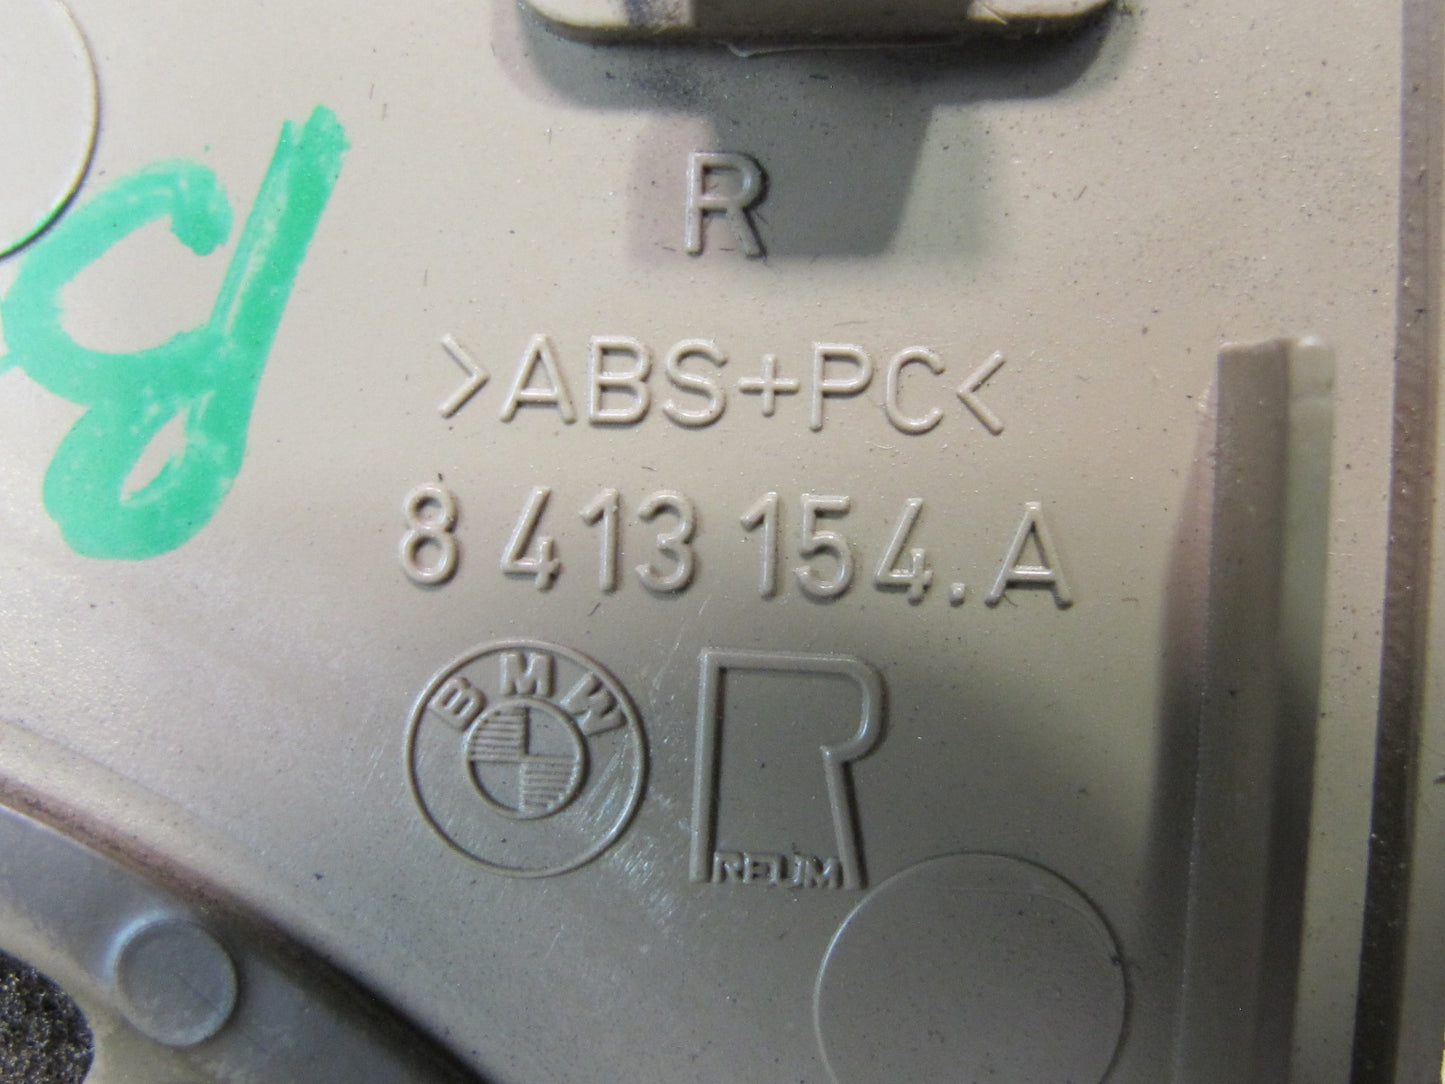 R
>ABS+PC<
8 413 154.A
BMW
REUM